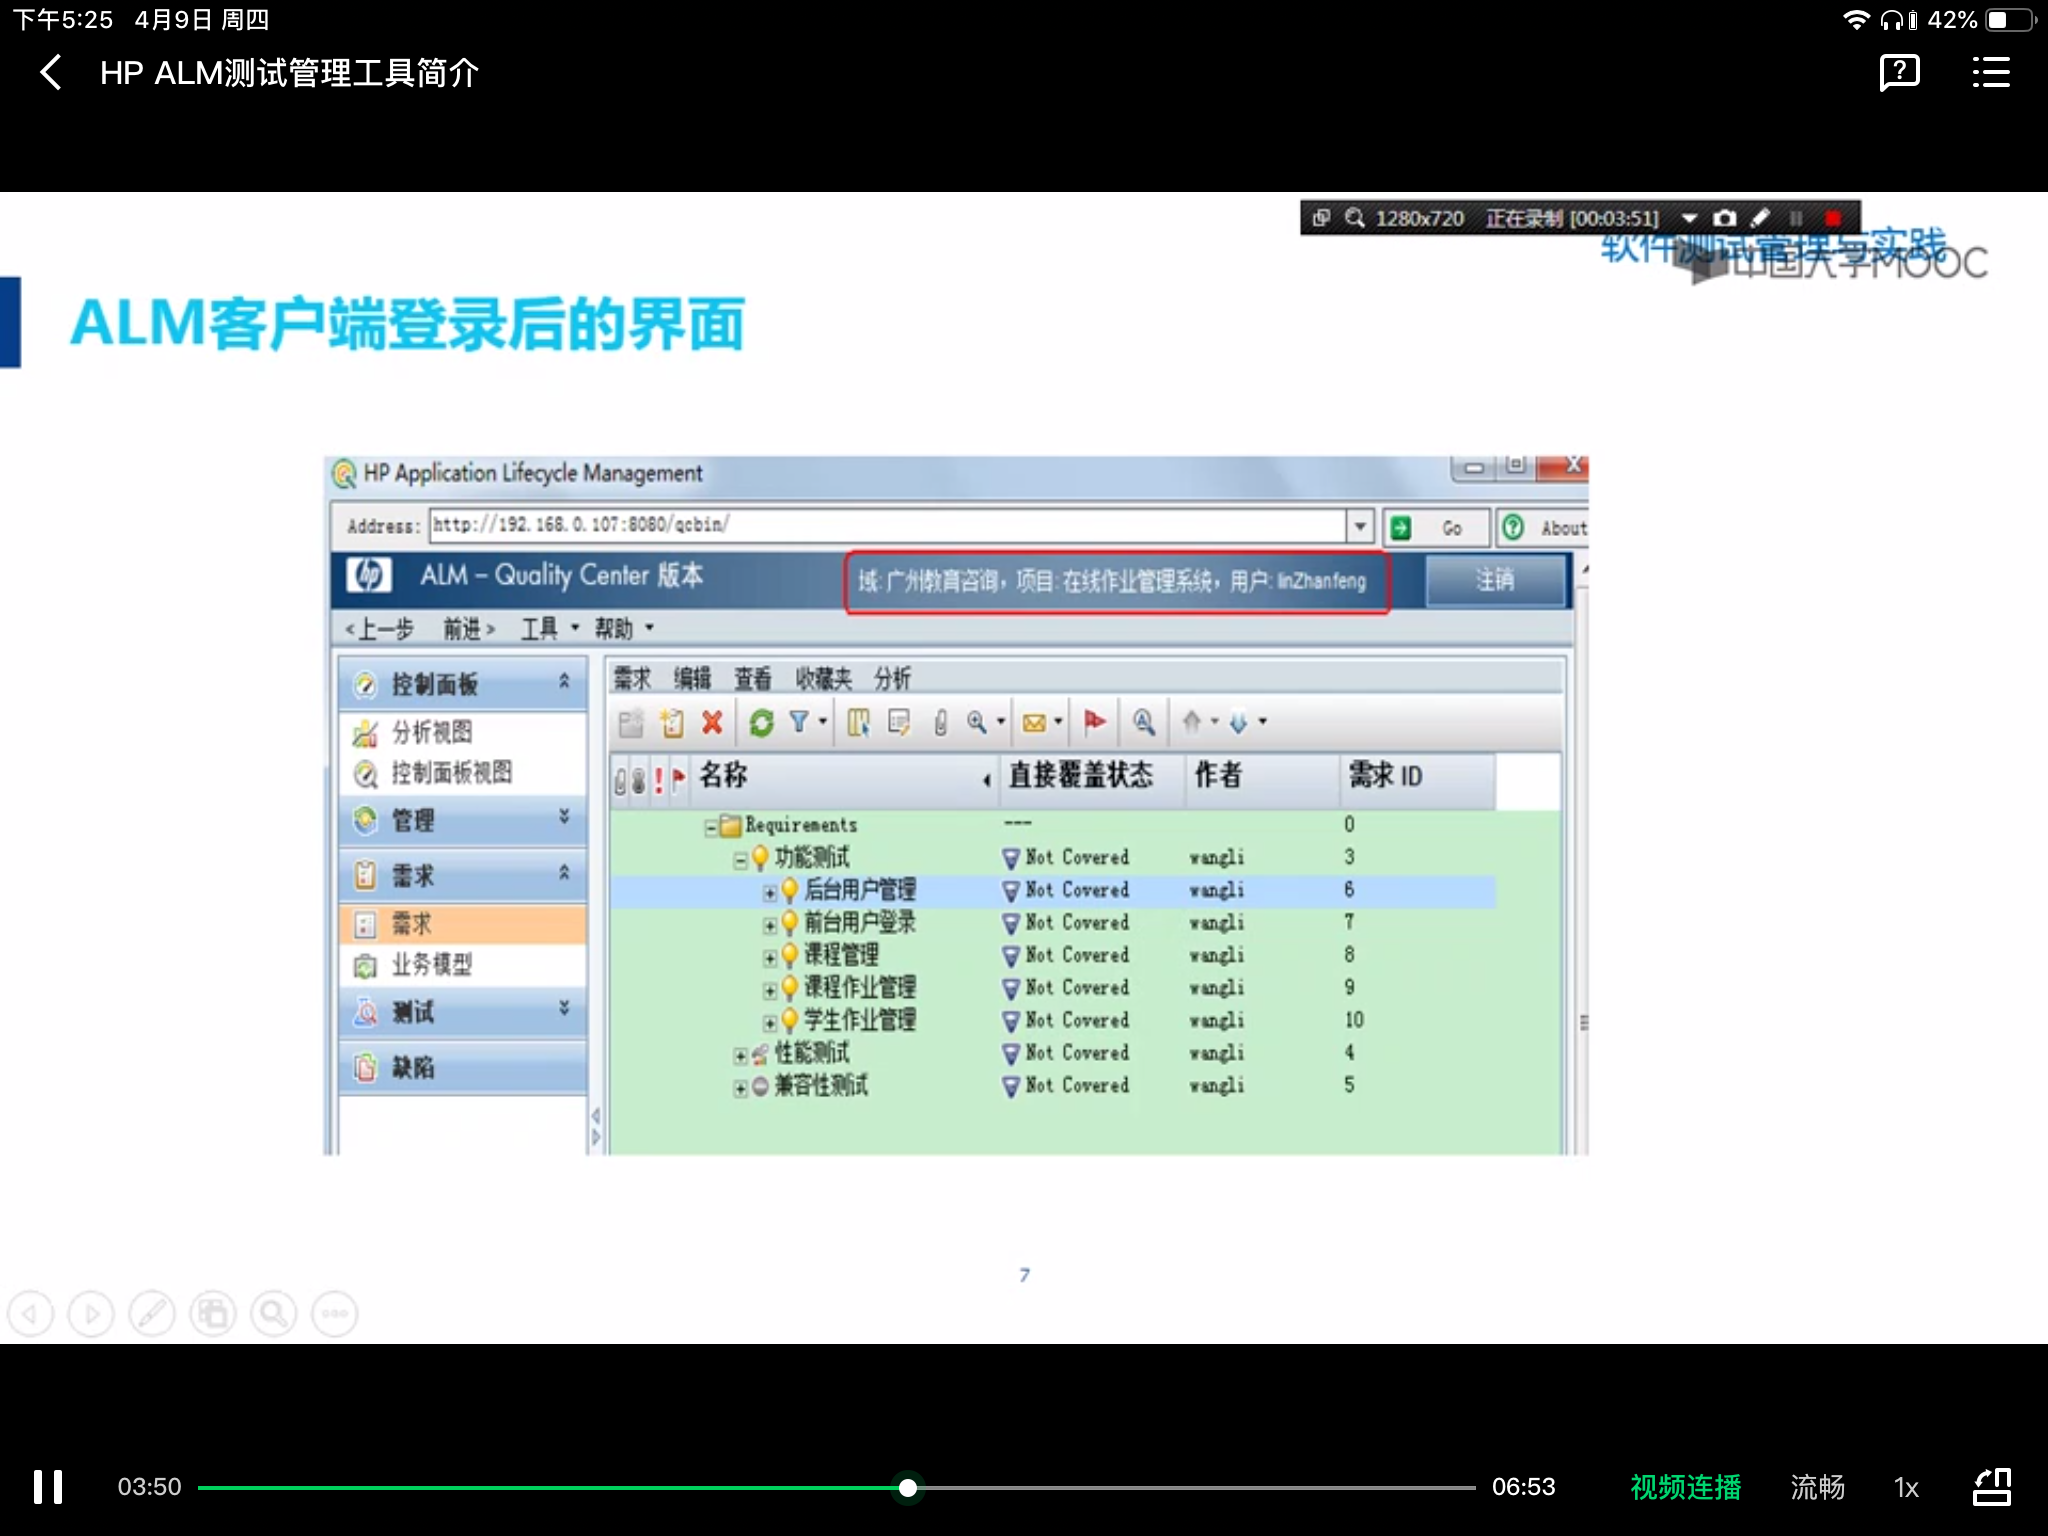 下午5:25 4月9日 周四
42%
HP ALM测试管理工具简介
1280x720 正在录制 [00:03:51]
软件测试管理与实践
中国大学MOOC
ALM客户端登录后的界面
HP Application Lifecycle Management
Address: http://192.168.0.107:8080/qcbin/ Go About
hp ALM – Quality Center 版本 域: 广州教育咨询，项目: 在线作业管理系统，用户: linZhanfeng 注销
<上一步 前进> 工具 帮助
控制面板
分析视图
控制面板视图
管理
需求
需求
业务模型
测试
缺陷
需求 编辑 查看 收藏夹 分析
名称 直接覆盖状态 作者 需求 ID
Requirements --- 0
功能测试 Not Covered wangli 3
后台用户管理 Not Covered wangli 6
前台用户登录 Not Covered wangli 7
课程管理 Not Covered wangli 8
课程作业管理 Not Covered wangli 9
学生作业管理 Not Covered wangli 10
性能测试 Not Covered wangli 4
兼容性测试 Not Covered wangli 5
7
03:50 06:53 视频连播 流畅 1x